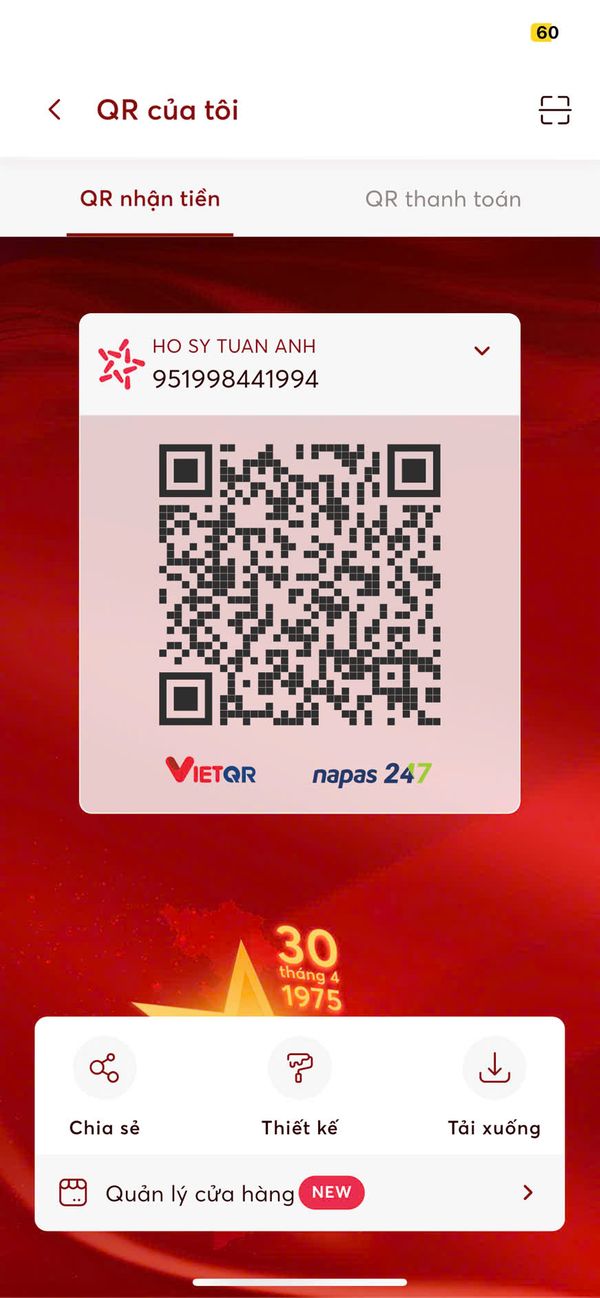 60
QR của tôi
QR nhận tiền
QR thanh toán
HO SY TUAN ANH
951998441994
VIETQR
napas 247
30
tháng 4
1975
Chia sẻ
Thiết kế
Tải xuống
Quản lý cửa hàng NEW